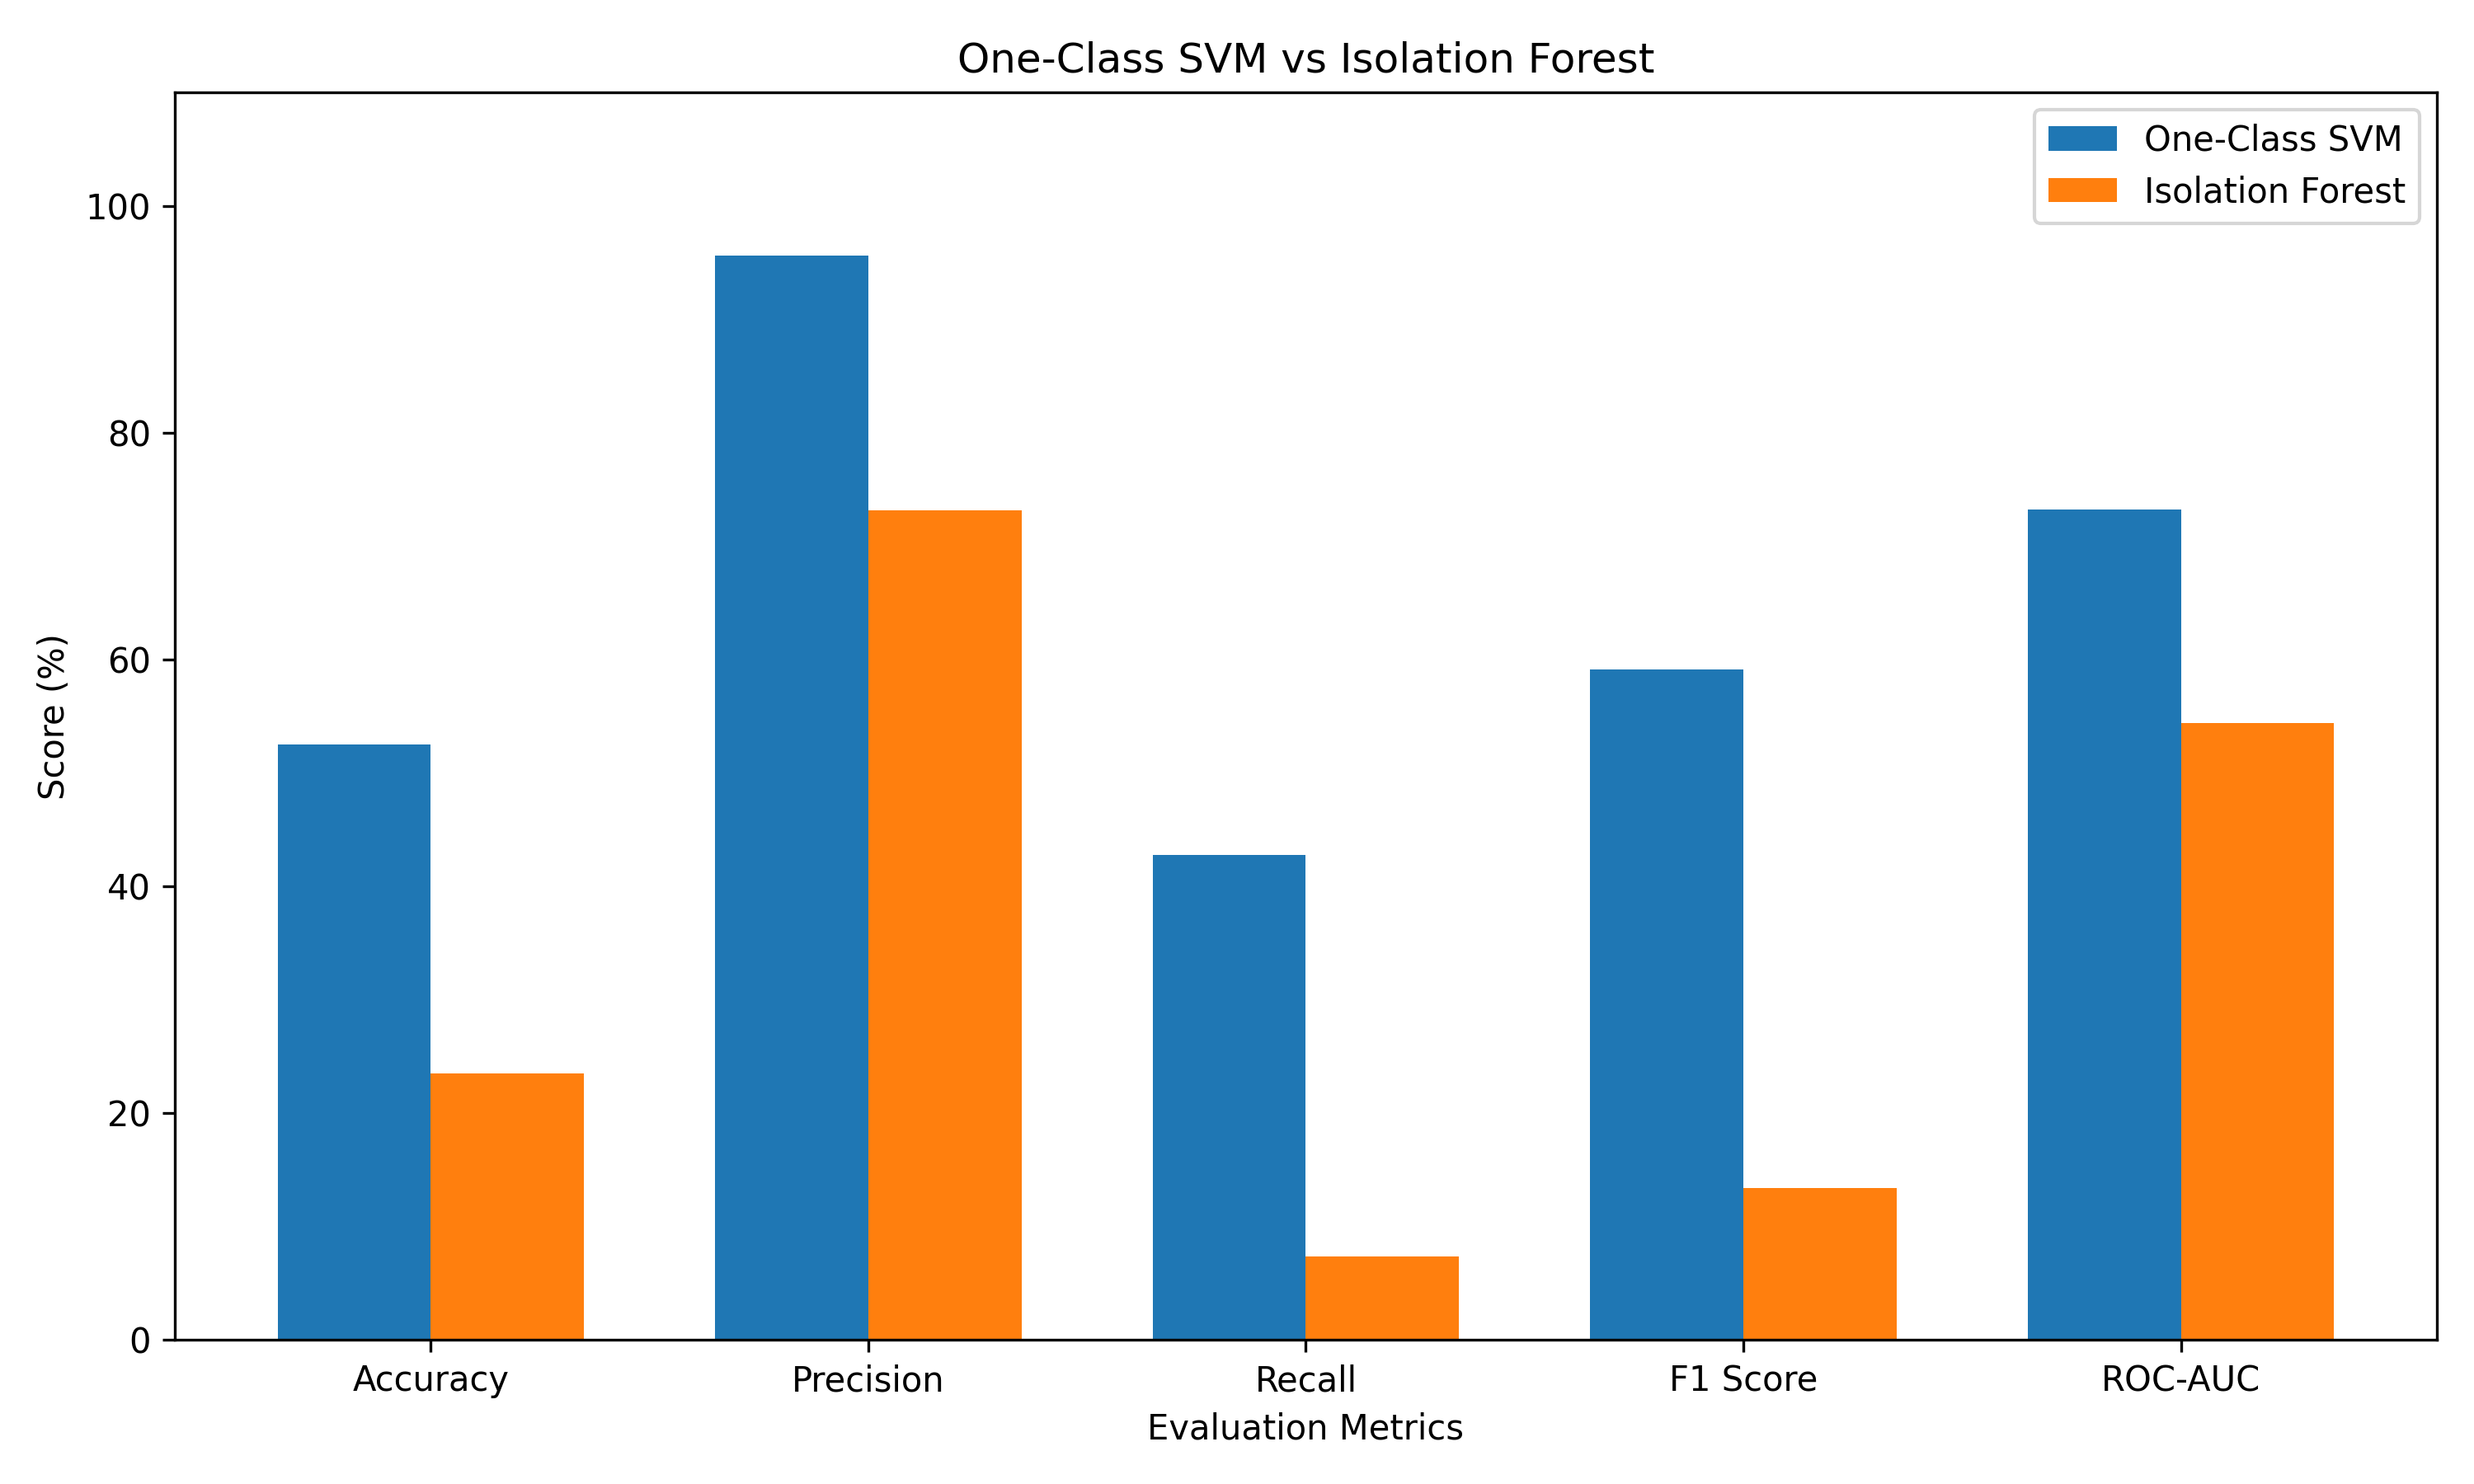 One-Class SVM vs Isolation Forest
One-Class SVM
Isolation Forest
Score (%)
100
80
60
40
20
0
Accuracy Precision Recall F1 Score ROC-AUC
Evaluation Metrics